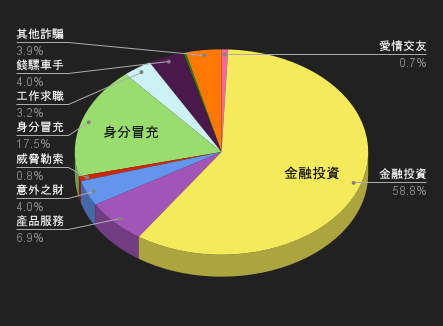 其他詐騙
3.9%
錢騾車手
4.0%
工作求職
3.2%
身分冒充
17.5%
威脅勒索
0.8%
意外之財
4.0%
產品服務
6.9%
愛情交友
0.7%
金融投資
58.8%
身分冒充
金融投資